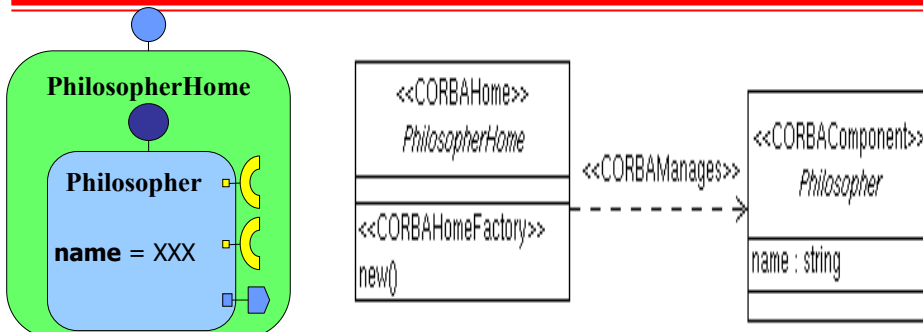 PhilosopherHome
Philosopher
name = XXX
<<CORBAHome>>
PhilosopherHome
<<CORBAHomeFactory>>
new()
<<CORBAManages>>
<<CORBAComponent>>
Philosopher
name : string